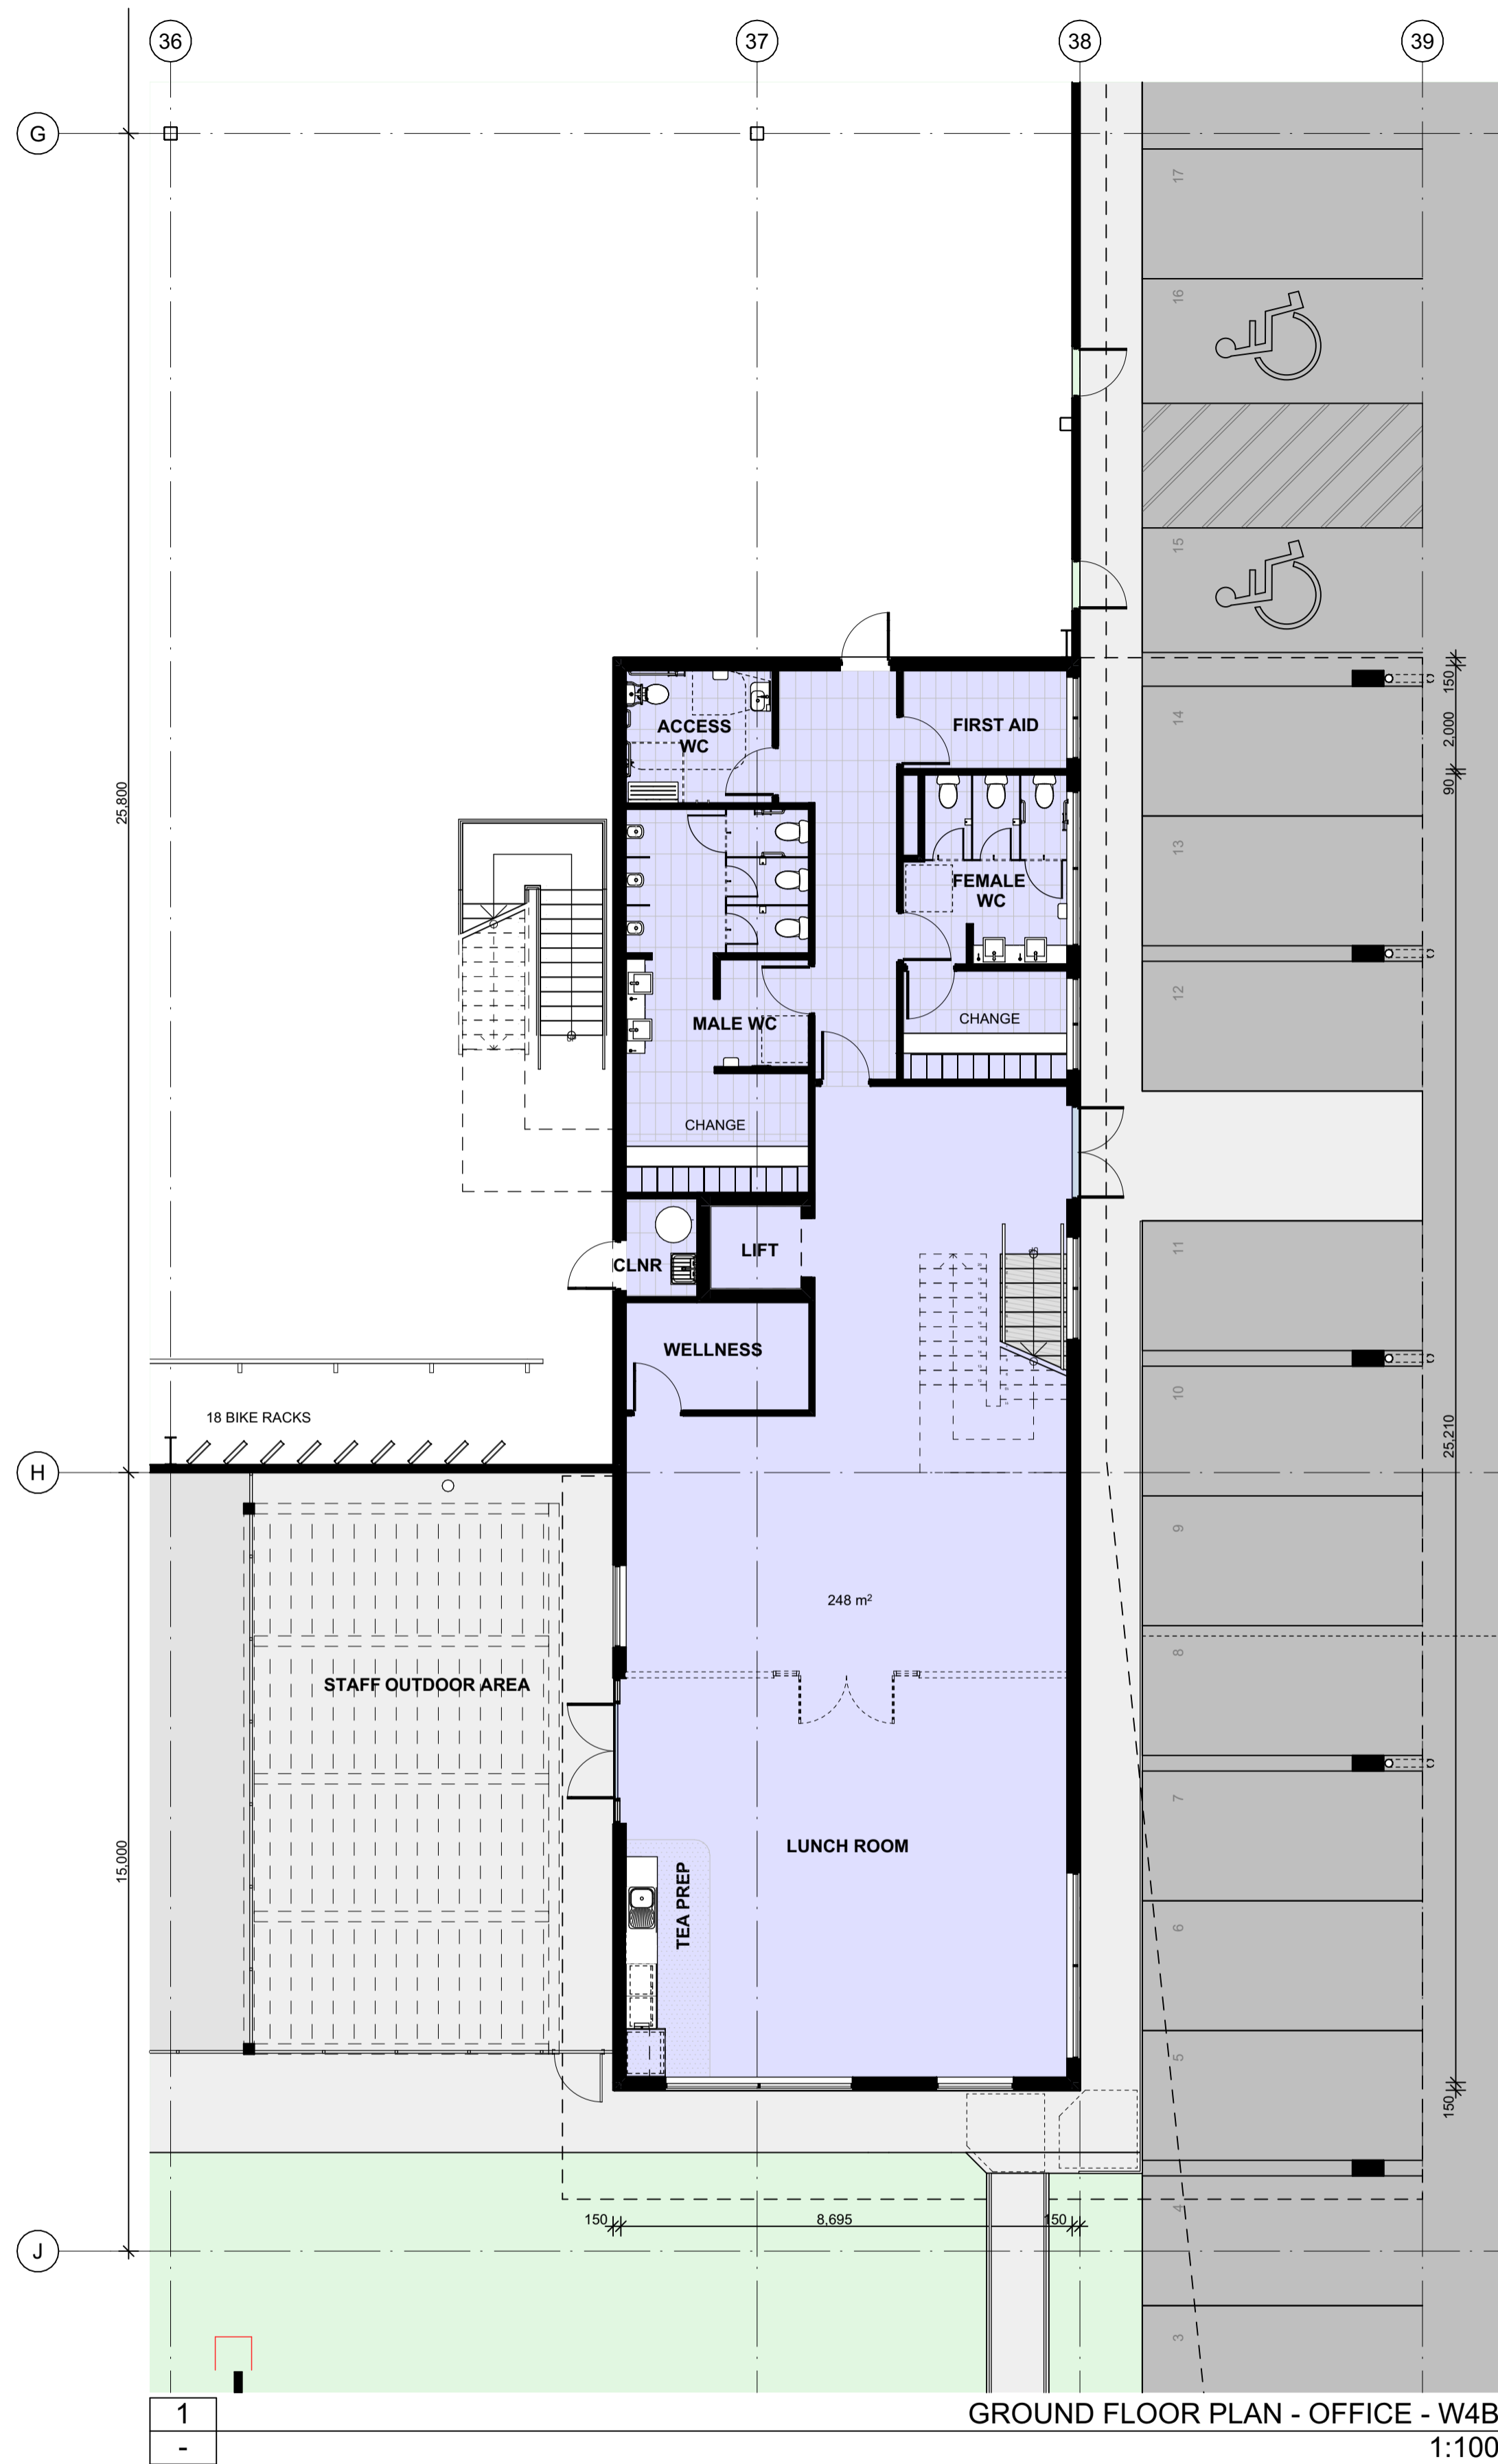 36
37
38
39
G
17
16
15
150
ACCESS
WC
FIRST AID
14
2,000
90
25,800
13
FEMALE
WC
12
MALE WC
CHANGE
CHANGE
11
LIFT
CLNR
WELLNESS
10
18 BIKE RACKS
25,210
H
9
248 m²
8
STAFF OUTDOOR AREA
7
LUNCH ROOM
15,000
TEA PREP
6
5
150
4
150
8,695
150
J
3
1
GROUND FLOOR PLAN - OFFICE - W4B
-
1:100